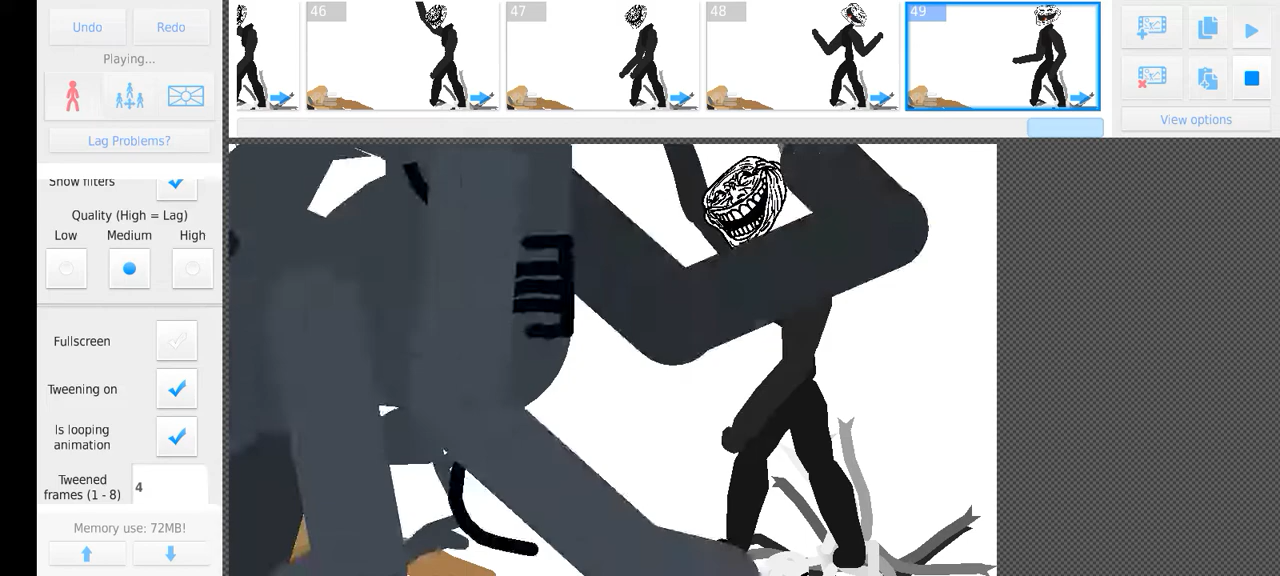 Undo
Redo
Playing...
Lag Problems?
Show filters
Quality (High = Lag)
Low
Medium
High
Fullscreen
Tweening on
Is looping
animation
Tweened
frames (1 - 8)
4
Memory use: 72MB!
46
47
48
49
View options